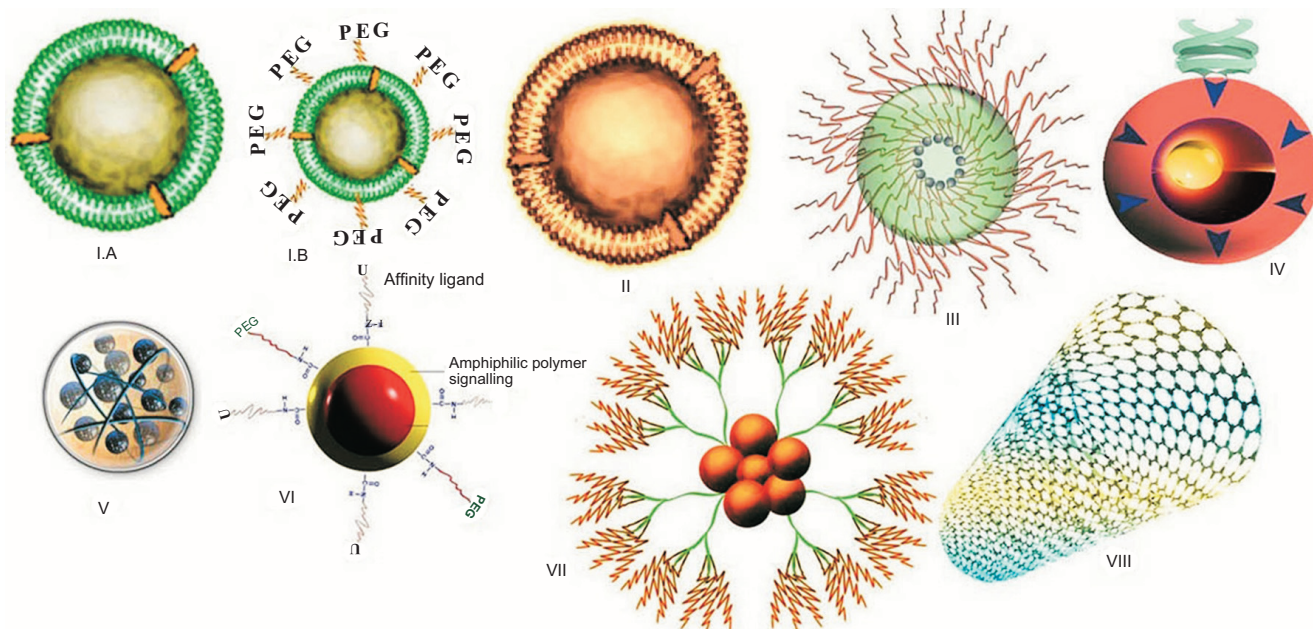 PEG
PEG
PEG
PEG
PEG
PEG
PEG
PEG
I.A
I.B
II
III
IV
U
Affinity ligand
PEG
Amphiphilic polymer
signalling
U
PEG
U
V
VI
VII
VIII